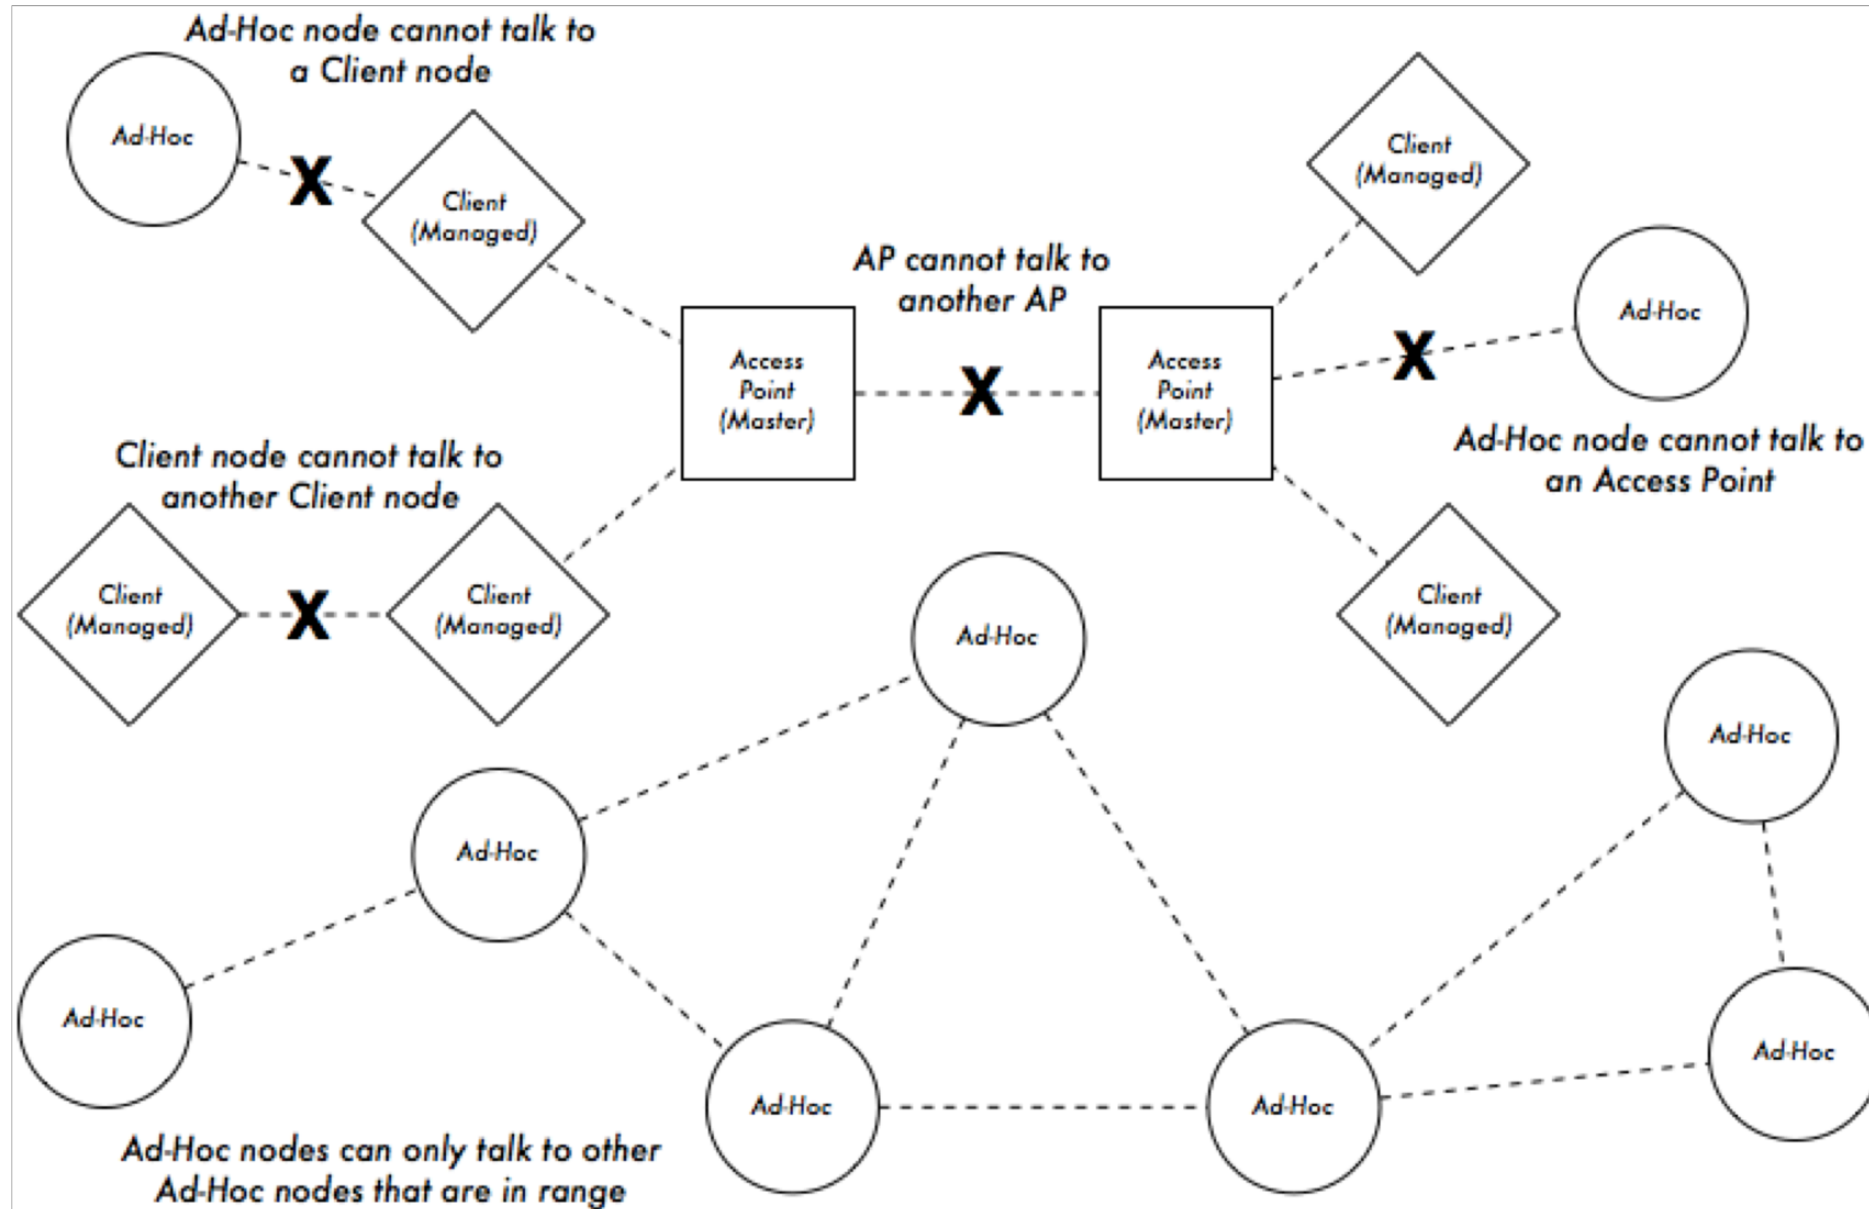 Ad-Hoc node cannot talk to
a Client node
Ad-Hoc
X
Client
(Managed)
Client
(Managed)
AP cannot talk to
another AP
Ad-Hoc
Access
Point
(Master)
X
Access
Point
(Master)
X
Ad-Hoc node cannot talk to
an Access Point
Client node cannot talk to
another Client node
Client
(Managed)
X
Client
(Managed)
Client
(Managed)
Ad-Hoc
Ad-Hoc
Ad-Hoc
Ad-Hoc
Ad-Hoc
Ad-Hoc
Ad-Hoc
Ad-Hoc nodes can only talk to other
Ad-Hoc nodes that are in range